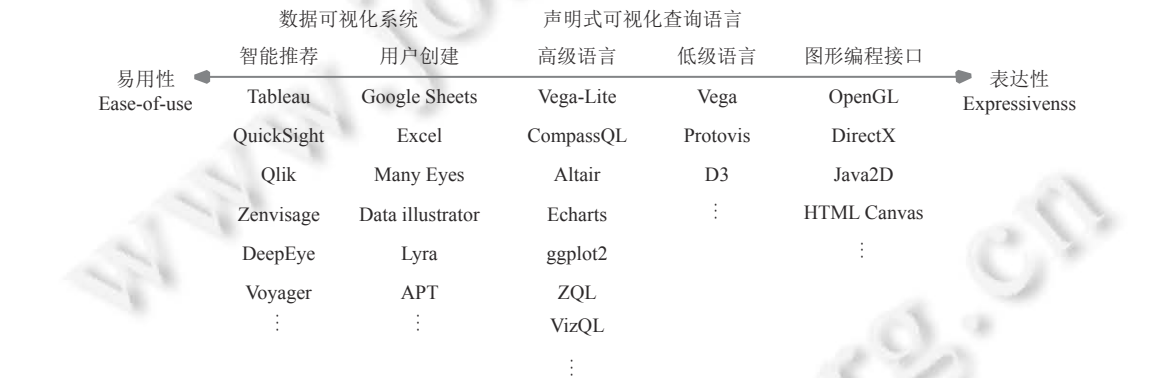 数据可视化系统 声明式可视化查询语言
智能推荐 用户创建 高级语言 低级语言 图形编程接口
易用性 表达性
Ease-of-use Expressivenss
Tableau Google Sheets Vega-Lite Vega OpenGL
QuickSight Excel CompassQL Protovis DirectX
Qlik Many Eyes Altair D3 Java2D
Zenvisage Data illustrator Echarts ⋮ HTML Canvas
DeepEye Lyra ggplot2 ⋮
Voyager APT ZQL
⋮ ⋮ VizQL
⋮
www.jo
rg.cn